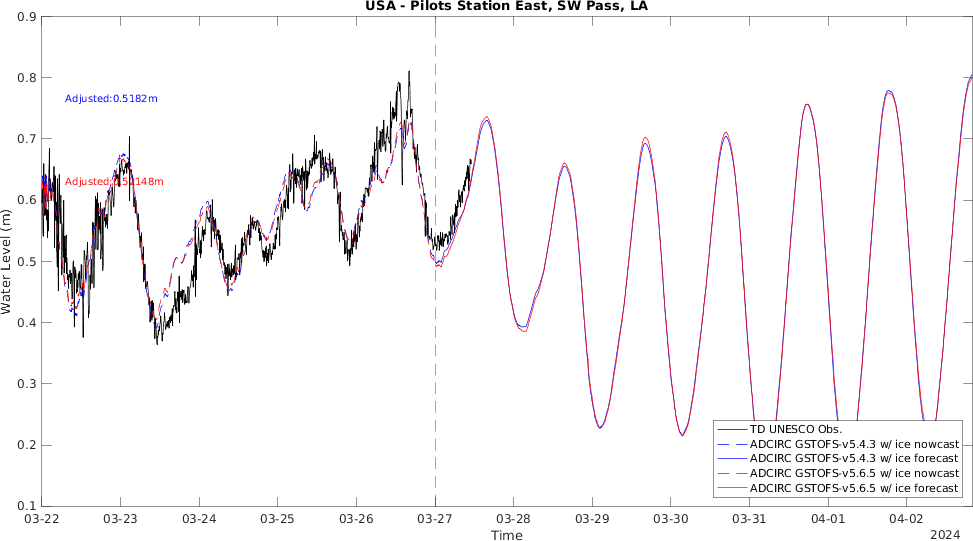 USA - Pilots Station East, SW Pass, LA
0.9
0.8
0.7
0.6
0.5
0.4
0.3
0.2
0.1
Water Level (m)
Adjusted:0.5182m
Adjusted:0.52148m
TD UNESCO Obs.
ADCIRC GSTOFS-v5.4.3 w/ ice nowcast
ADCIRC GSTOFS-v5.4.3 w/ ice forecast
ADCIRC GSTOFS-v5.6.5 w/ ice nowcast
ADCIRC GSTOFS-v5.6.5 w/ ice forecast
03-22 03-23 03-24 03-25 03-26 03-27 03-28 03-29 03-30 03-31 04-01 04-02
Time
2024